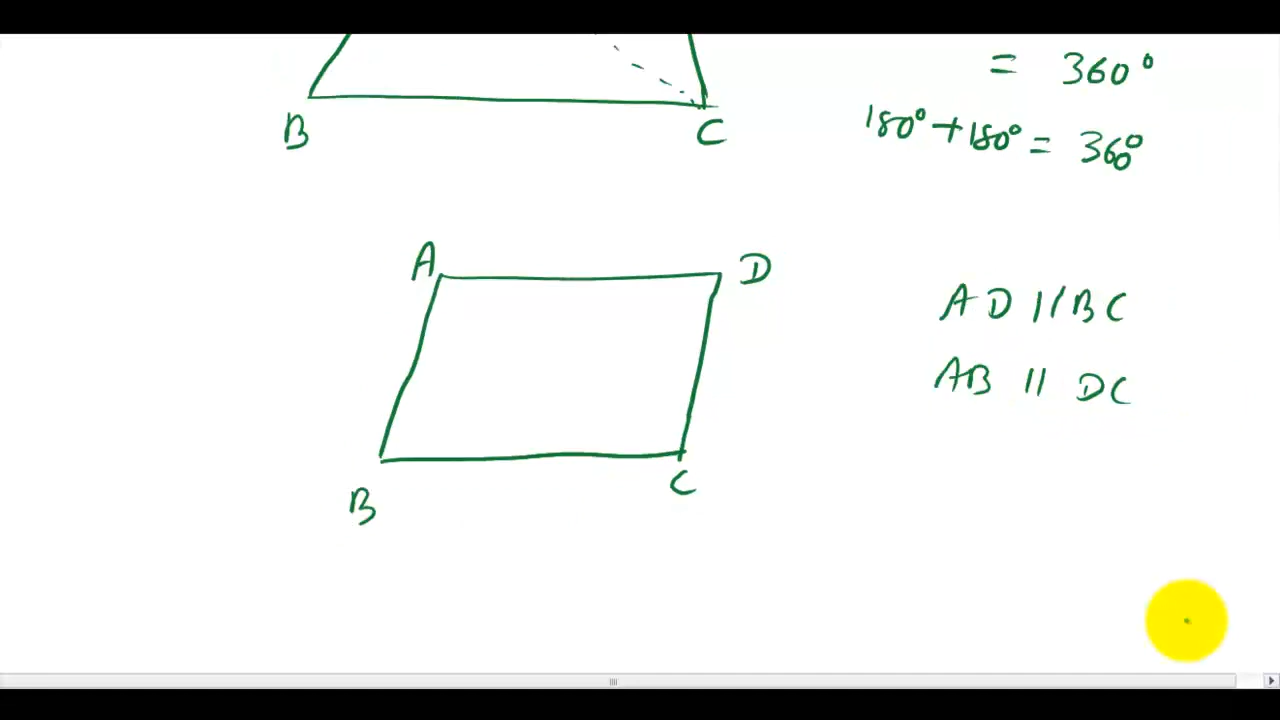 = 360°
B C
180° + 180° = 360°
A D
AD // BC
AB // DC
B C